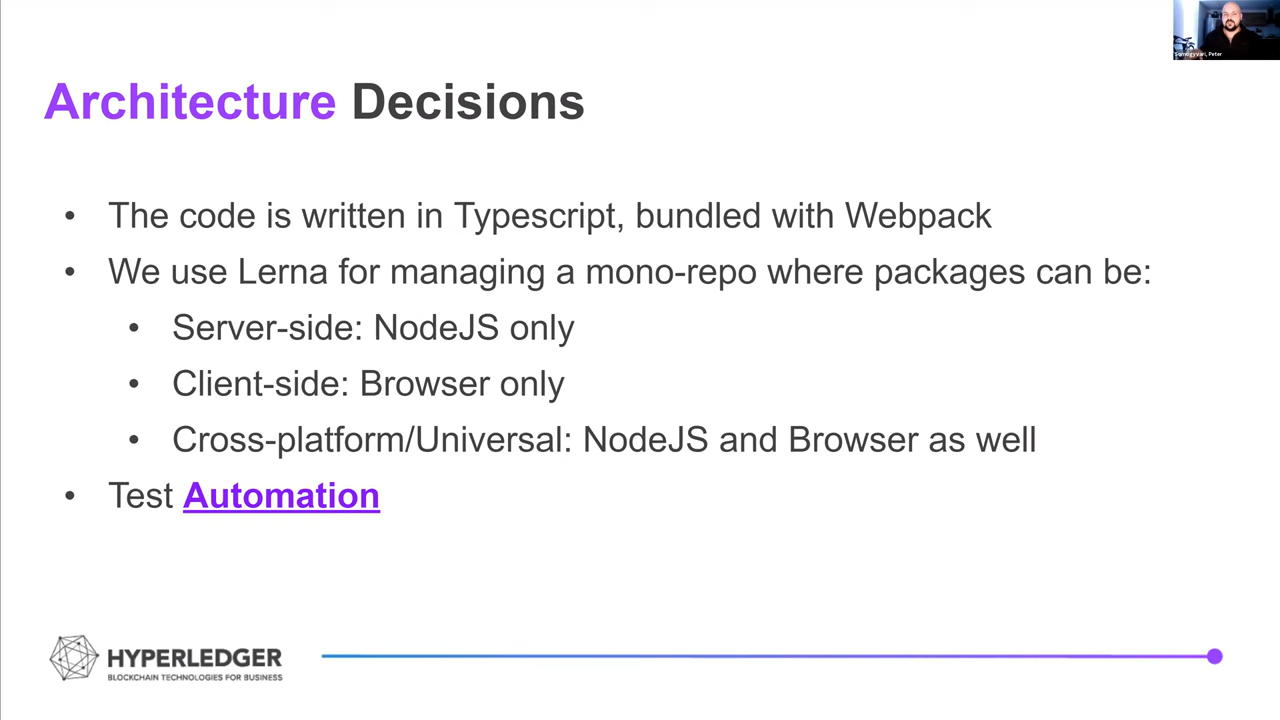 Somogyvari, Peter
Architecture Decisions
• The code is written in Typescript, bundled with Webpack
• We use Lerna for managing a mono-repo where packages can be:
• Server-side: NodeJS only
• Client-side: Browser only
• Cross-platform/Universal: NodeJS and Browser as well
• Test Automation
HYPERLEDGER
BLOCKCHAIN TECHNOLOGIES FOR BUSINESS